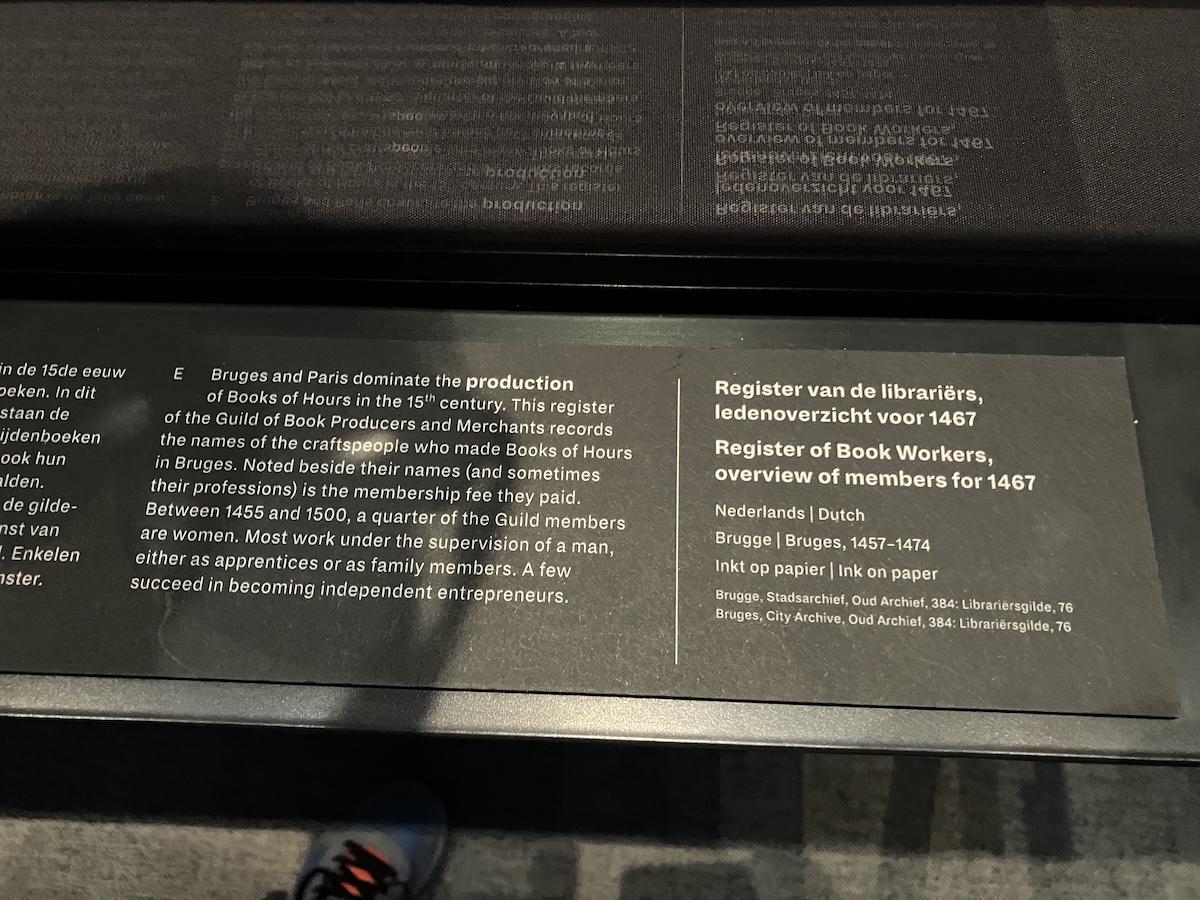 in de 15de eeuw
oeken. In dit
staan de
ijdenboeken
ook hun
alden.
de gilde-
nst van
l. Enkelen
nster.
E Bruges and Paris dominate the production
of Books of Hours in the 15th century. This register
of the Guild of Book Producers and Merchants records
the names of the craftspeople who made Books of Hours
in Bruges. Noted beside their names (and sometimes
their professions) is the membership fee they paid.
Between 1455 and 1500, a quarter of the Guild members
are women. Most work under the supervision of a man,
either as apprentices or as family members. A few
succeed in becoming independent entrepreneurs.
Register van de librariërs,
ledenoverzicht voor 1467
Register of Book Workers,
overview of members for 1467
Nederlands | Dutch
Brugge | Bruges, 1457–1474
Inkt op papier | Ink on paper
Brugge, Stadsarchief, Oud Archief, 384: Librariërsgilde, 76
Bruges, City Archive, Oud Archief, 384: Librariërsgilde, 76